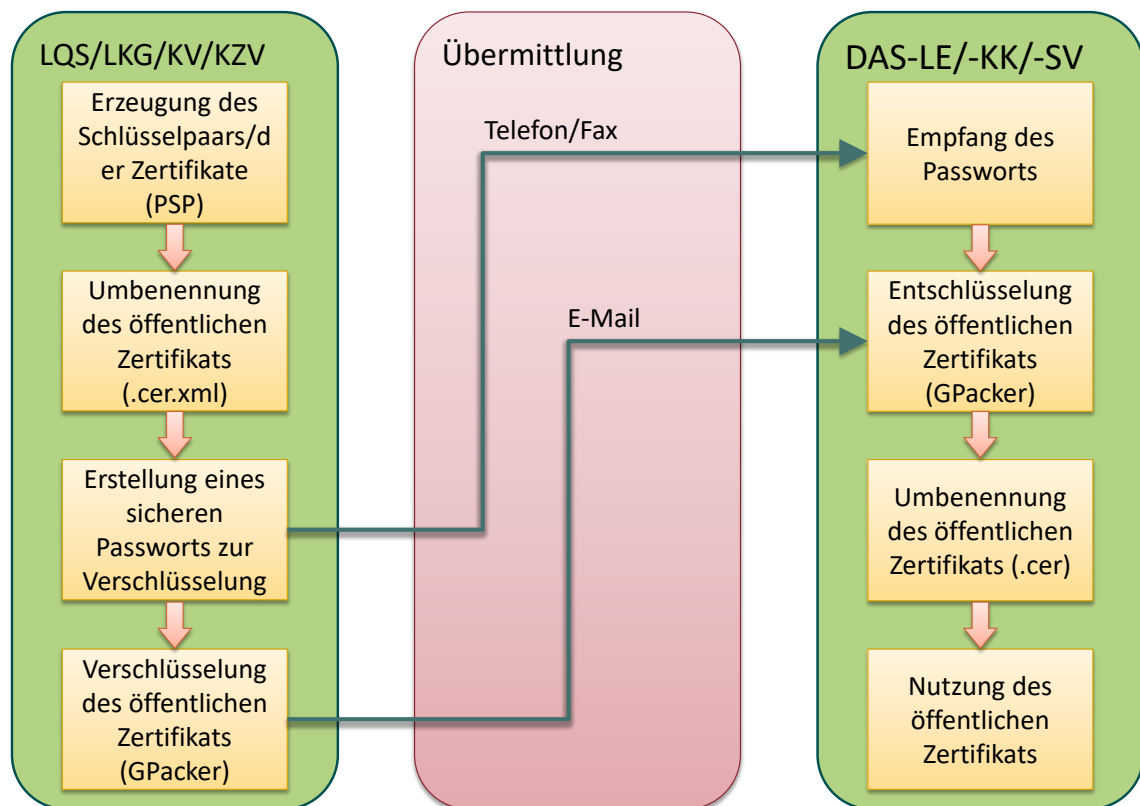 LQS/LKG/KV/KZV
Erzeugung des
Schlüsselpaars/d
er Zertifikate
(PSP)
Umbenennung
des öffentlichen
Zertifikats
(.cer.xml)
Erstellung eines
sicheren
Passworts zur
Verschlüsselung
Verschlüsselung
des öffentlichen
Zertifikats
(GPacker)
Übermittlung
Telefon/Fax
E-Mail
DAS-LE/-KK/-SV
Empfang des
Passworts
Entschlüsselung
des öffentlichen
Zertifikats
(GPacker)
Umbenennung
des öffentlichen
Zertifikats (.cer)
Nutzung des
öffentlichen
Zertifikats